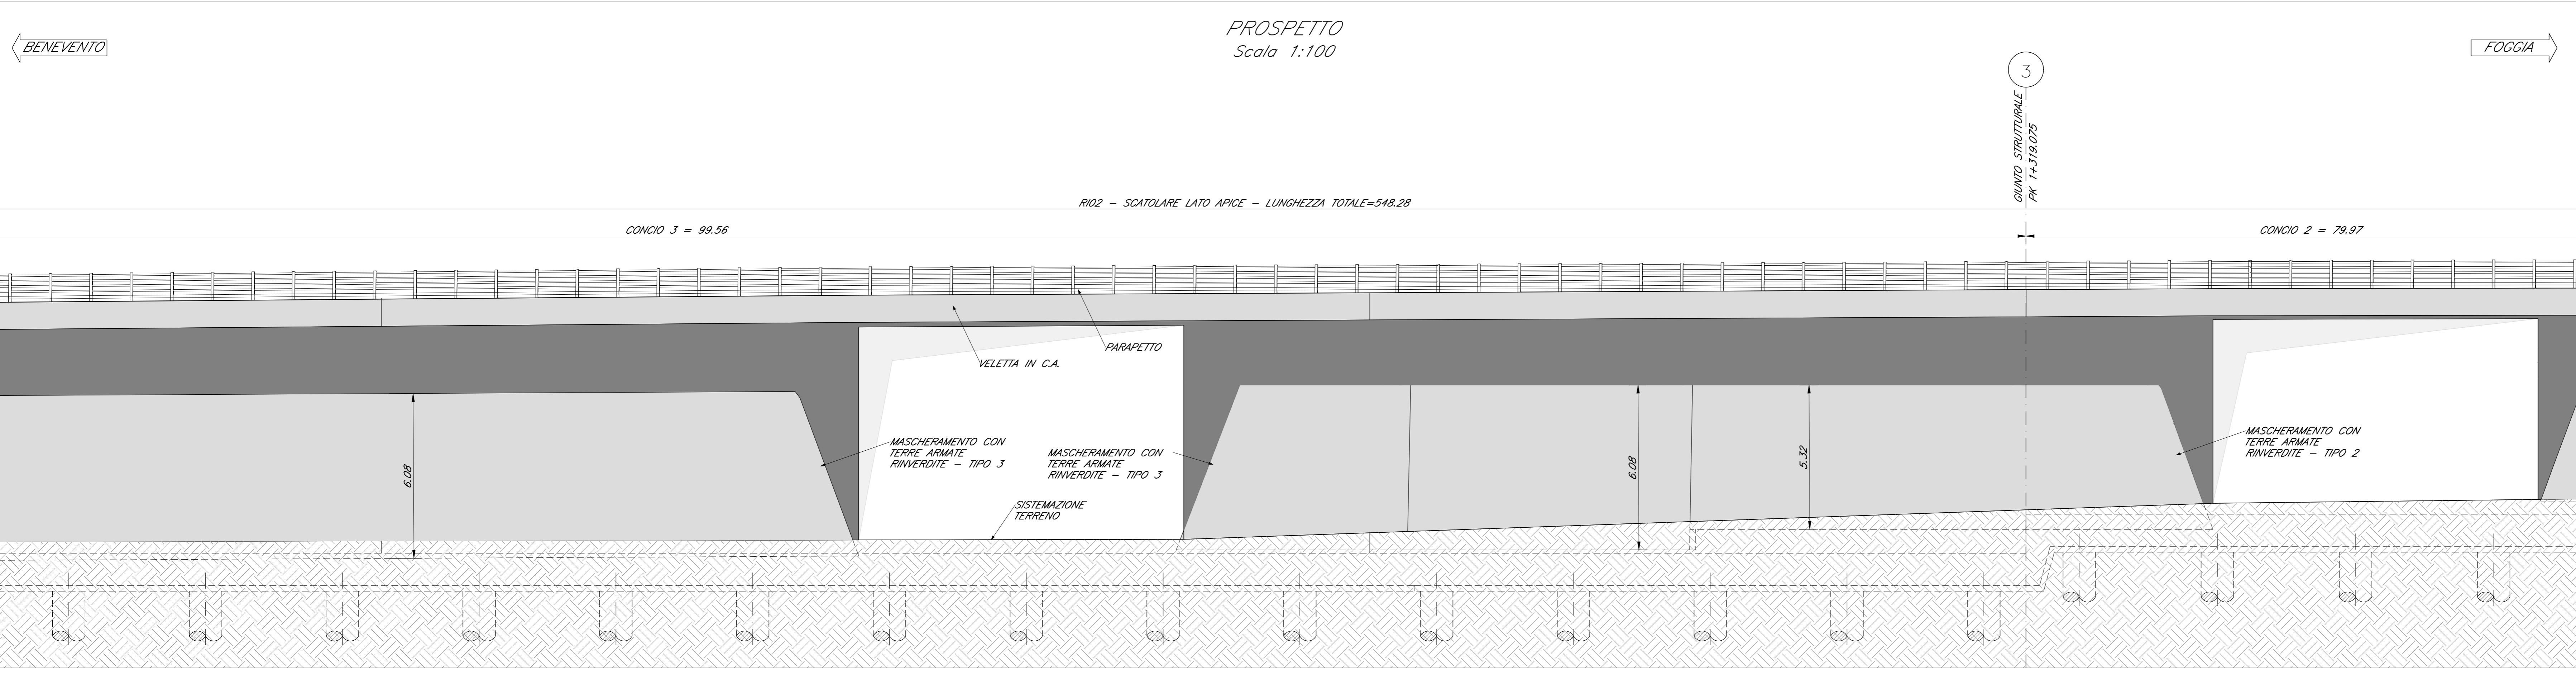 PROSPETTO
Scala 1:100
BENEVENTO
FOGGIA
3
GIUNTO STRUTTURALE
PK 1+319.075
RI02 - SCATOLARE LATO APICE - LUNGHEZZA TOTALE=548.28
CONCIO 3 = 99.56
CONCIO 2 = 79.97
PARAPETTO
VELETTA IN C.A.
MASCHERAMENTO CON
TERRE ARMATE
RINVERDITE - TIPO 3
MASCHERAMENTO CON
TERRE ARMATE
RINVERDITE - TIPO 3
MASCHERAMENTO CON
TERRE ARMATE
RINVERDITE - TIPO 2
6.08
6.08
5.32
SISTEMAZIONE
TERRENO